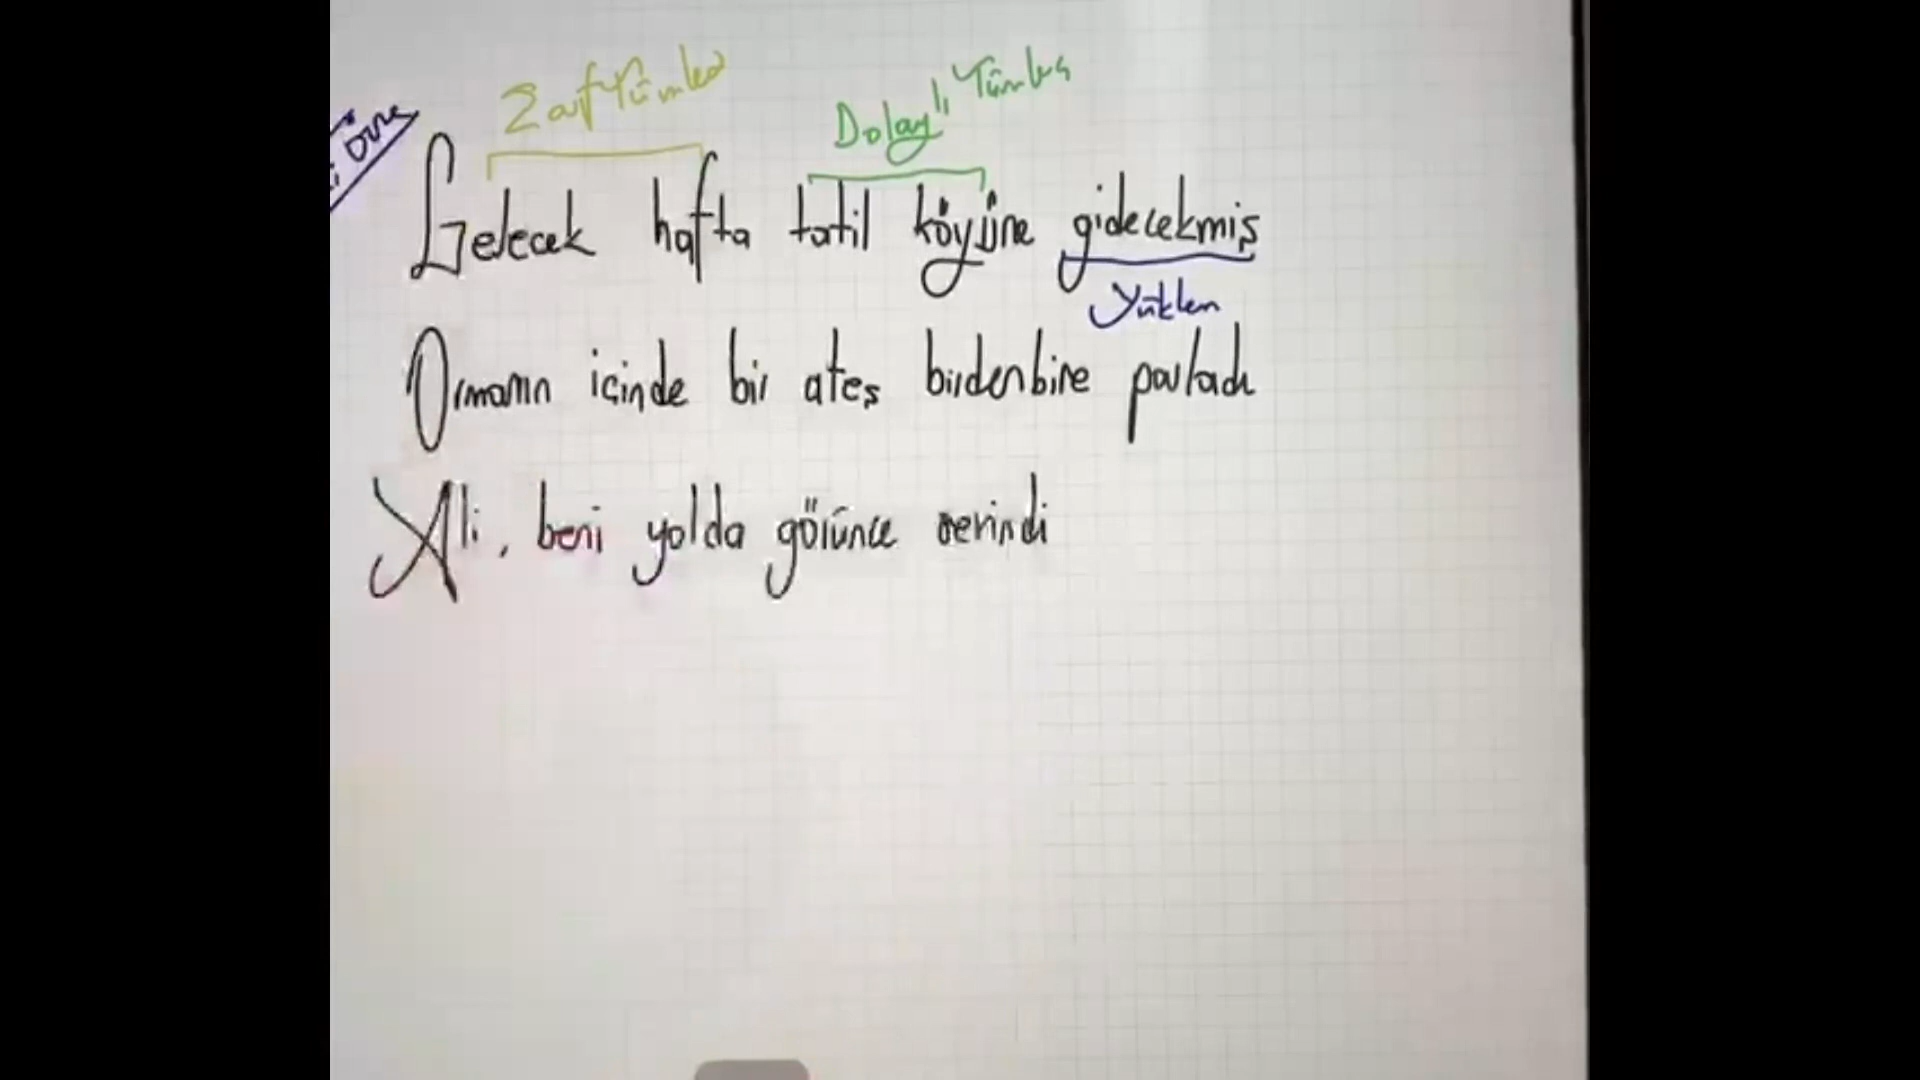 Zarf Tümleci
Dolaylı Tümleç
Gelecek hafta tatil köyüne gidecekmiş
Yüklem
Ormanın içinde bir ateş birdenbire parladı
Ali, beni yolda görünce sevindi